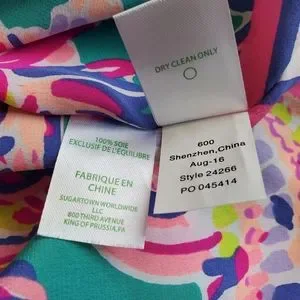 DRY CLEAN ONLY
100% SOIE
EXCLUSIF DE L'ÉQUILIBRE
FABRIQUE EN
CHINE
SUGARTOWN WORLDWIDE
LLC
800 THIRD AVENUE
KING OF PRUSSIA,PA
600
Shenzhen,China
Aug-16
Style 24266
PO 045414